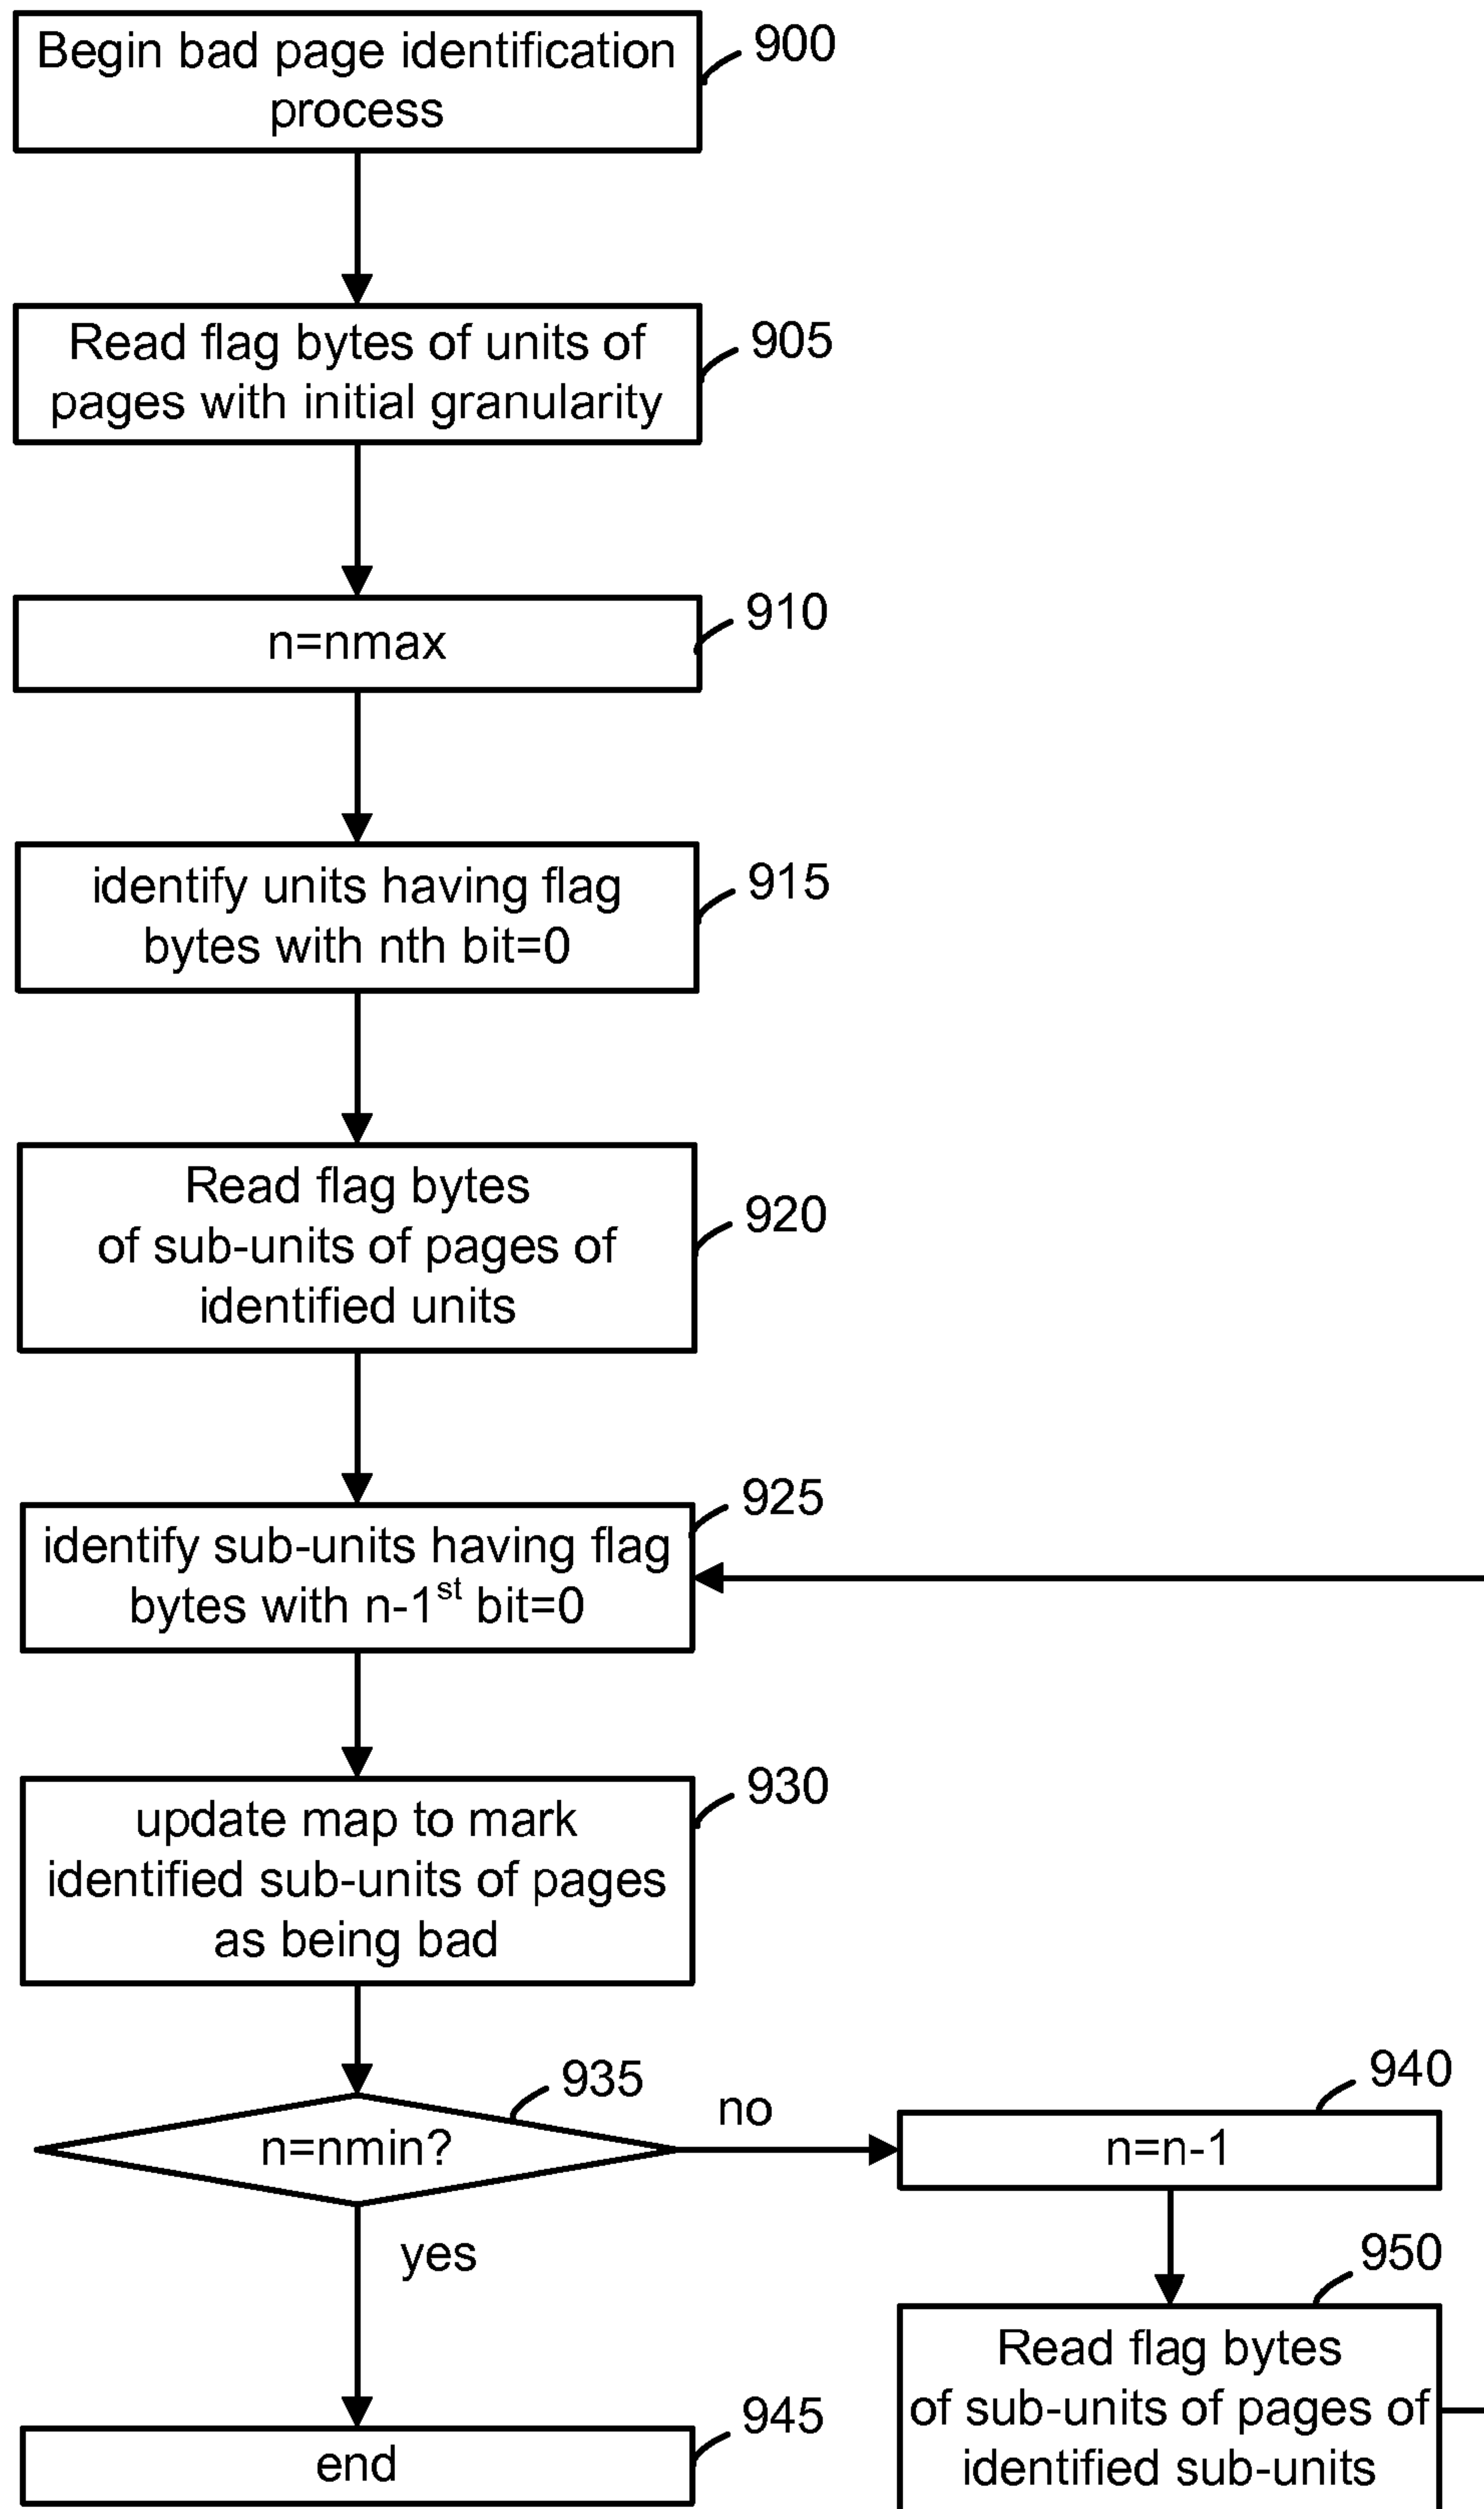 Begin bad page identification
process
900
Read flag bytes of units of
pages with initial granularity
905
n=nmax
910
identify units having flag
bytes with nth bit=0
915
Read flag bytes
of sub-units of pages of
identified units
920
identify sub-units having flag
bytes with n-1st bit=0
925
update map to mark
identified sub-units of pages
as being bad
930
n=nmin?
935
no
yes
n=n-1
940
Read flag bytes
of sub-units of pages of
identified sub-units
950
end
945